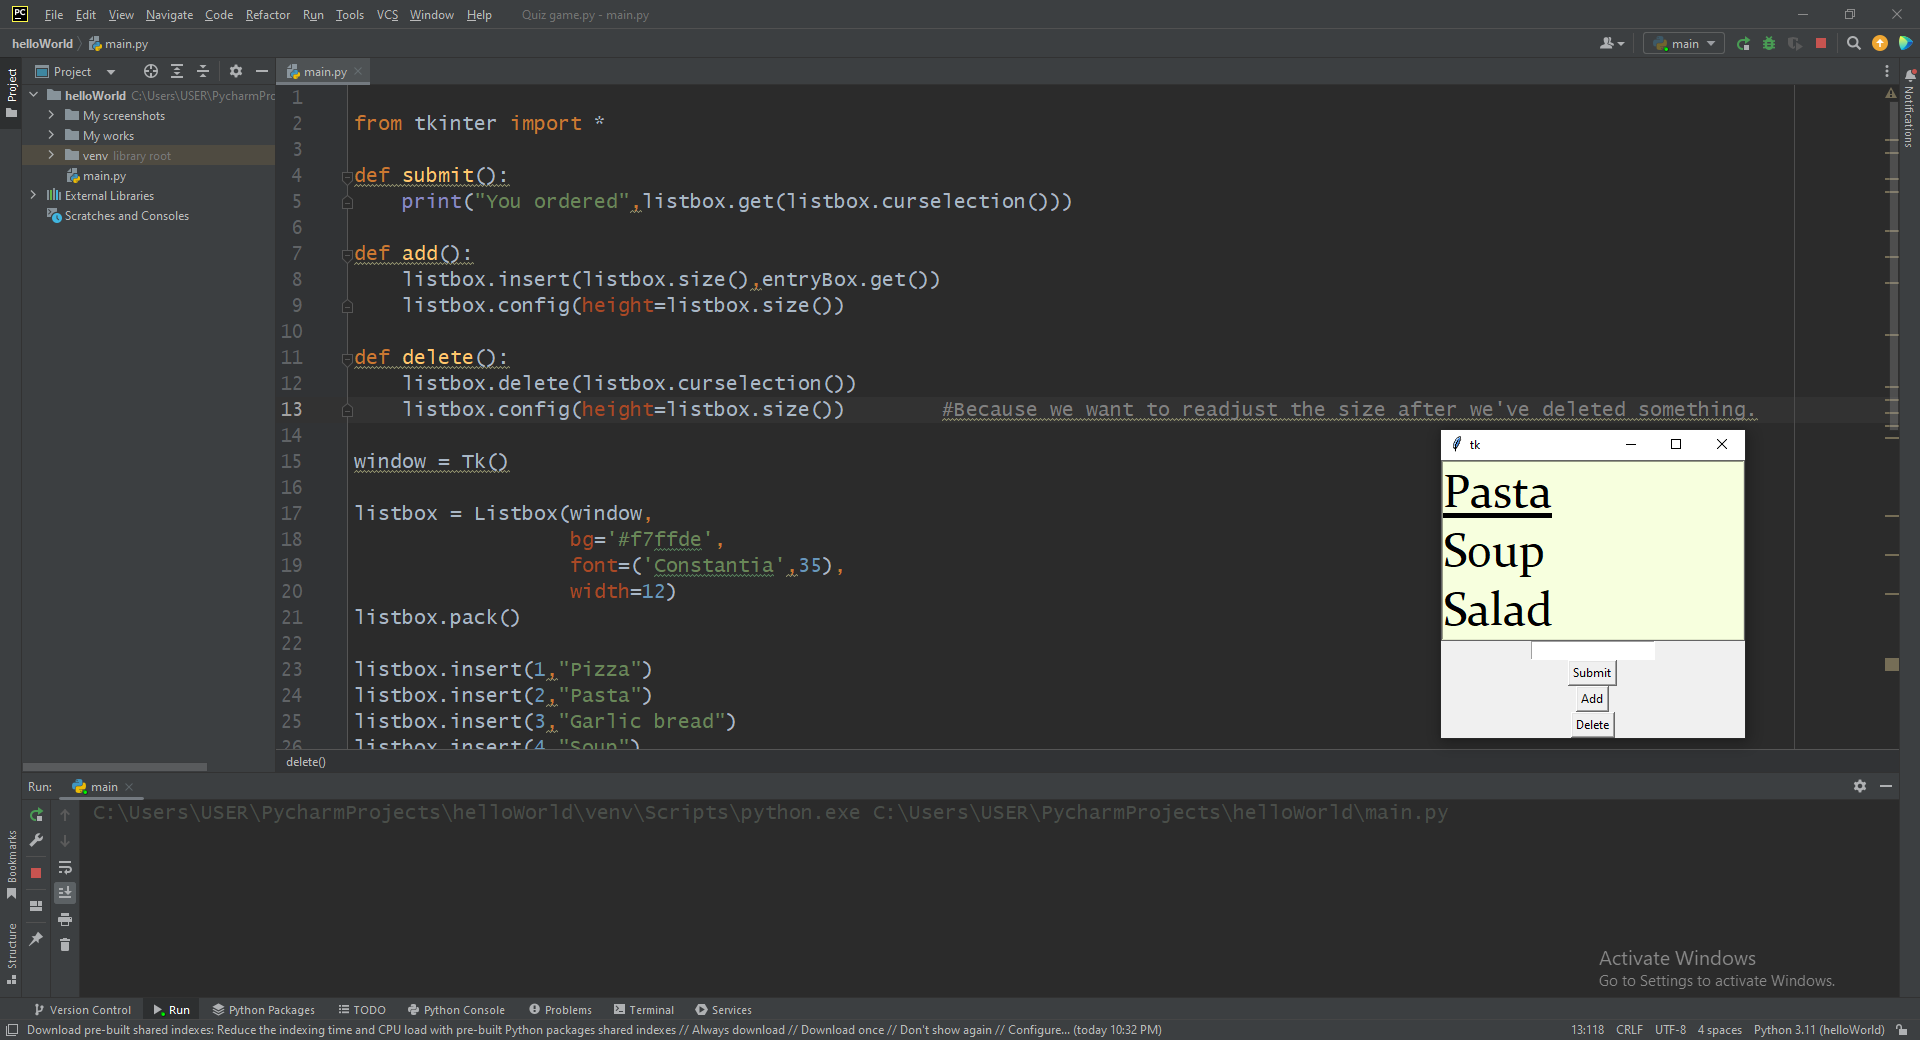 PC File Edit View Navigate Code Refactor Run Tools VCS Window Help Quiz game.py - main.py
helloWorld main.py main
Project main.py
helloWorld C:\Users\USER\PycharmPro
My screenshots
My works
venv library root
main.py
External Libraries
Scratches and Consoles
Project
Bookmarks
Structure
Notifications
1
2 from tkinter import *
3
4 def submit():
5 print("You ordered",listbox.get(listbox.curselection()))
6
7 def add():
8 listbox.insert(listbox.size(),entryBox.get())
9 listbox.config(height=listbox.size())
10
11 def delete():
12 listbox.delete(listbox.curselection())
13 listbox.config(height=listbox.size()) #Because we want to readjust the size after we've deleted something.
14
15 window = Tk()
16
17 listbox = Listbox(window,
18 bg='#f7ffde',
19 font=('Constantia',35),
20 width=12)
21 listbox.pack()
22
23 listbox.insert(1,"Pizza")
24 listbox.insert(2,"Pasta")
25 listbox.insert(3,"Garlic bread")
26 listbox.insert(4,"Soup")
delete()
tk
Pasta
Soup
Salad
Submit
Add
Delete
Run: main
C:\Users\USER\PycharmProjects\helloWorld\venv\Scripts\python.exe C:\Users\USER\PycharmProjects\helloWorld\main.py
Activate Windows
Go to Settings to activate Windows.
Version Control Run Python Packages TODO Python Console Problems Terminal Services
Download pre-built shared indexes: Reduce the indexing time and CPU load with pre-built Python packages shared indexes // Always download // Download once // Don't show again // Configure... (today 10:32 PM) 13:118 CRLF UTF-8 4 spaces Python 3.11 (helloWorld)